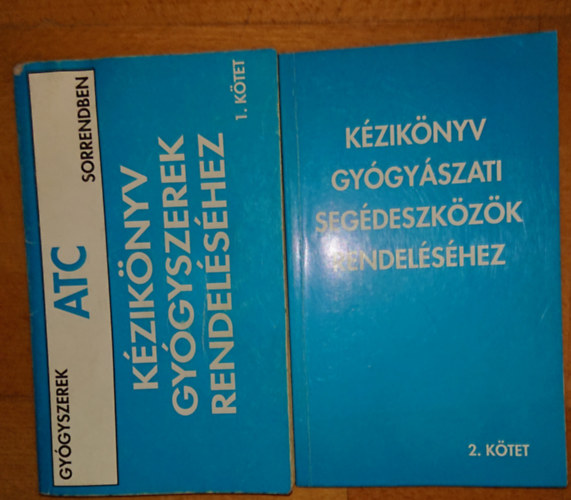 GYÓGYSZEREK ATC SORRENDBEN
KÉZIKÖNYV
GYÓGYSZEREK
RENDELÉSÉHEZ
1. KÖTET
KÉZIKÖNYV
GYÓGYÁSZATI
SEGÉDESZKÖZÖK
RENDELÉSÉHEZ
2. KÖTET